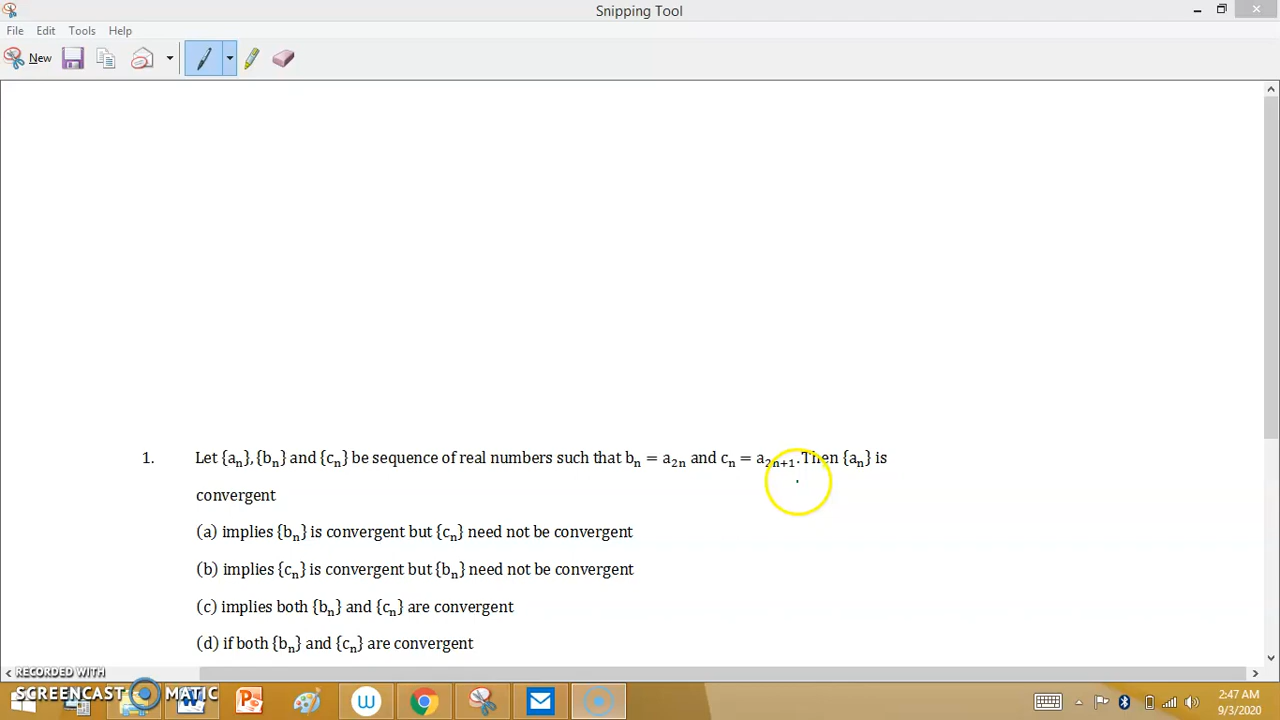 Snipping Tool
File Edit Tools Help
New
1. Let {aₙ}, {bₙ} and {cₙ} be sequence of real numbers such that bₙ = a₂ₙ and cₙ = a₂ₙ₊₁. Then {aₙ} is
convergent
(a) implies {bₙ} is convergent but {cₙ} need not be convergent
(b) implies {cₙ} is convergent but {bₙ} need not be convergent
(c) implies both {bₙ} and {cₙ} are convergent
(d) if both {bₙ} and {cₙ} are convergent
RECORDED WITH
SCREENCAST MATIC
2:47 AM
9/3/2020